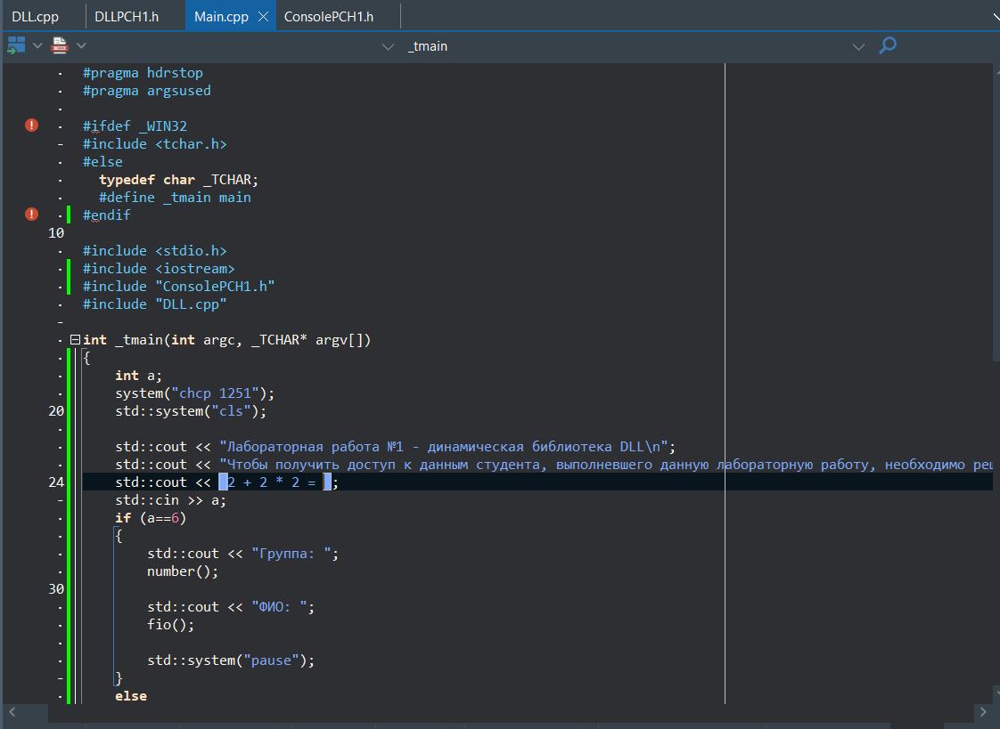 DLL.cpp DLLPCH1.h Main.cpp ConsolePCH1.h
_tmain
#pragma hdrstop
#pragma argsused
#ifdef _WIN32
#include <tchar.h>
#else
typedef char _TCHAR;
#define _tmain main
#endif
10
#include <stdio.h>
#include <iostream>
#include "ConsolePCH1.h"
#include "DLL.cpp"
int _tmain(int argc, _TCHAR* argv[])
{
int a;
system("chcp 1251");
20 std::system("cls");
std::cout << "Лабораторная работа №1 - динамическая библиотека DLL\n";
std::cout << "Чтобы получить доступ к данным студента, выполневшего данную лабораторную работу, необходимо
24 std::cout << "2 + 2 * 2 = ";
std::cin >> a;
if (a==6)
{
std::cout << "Группа: ";
number();
30
std::cout << "ФИО: ";
fio();
std::system("pause");
}
else